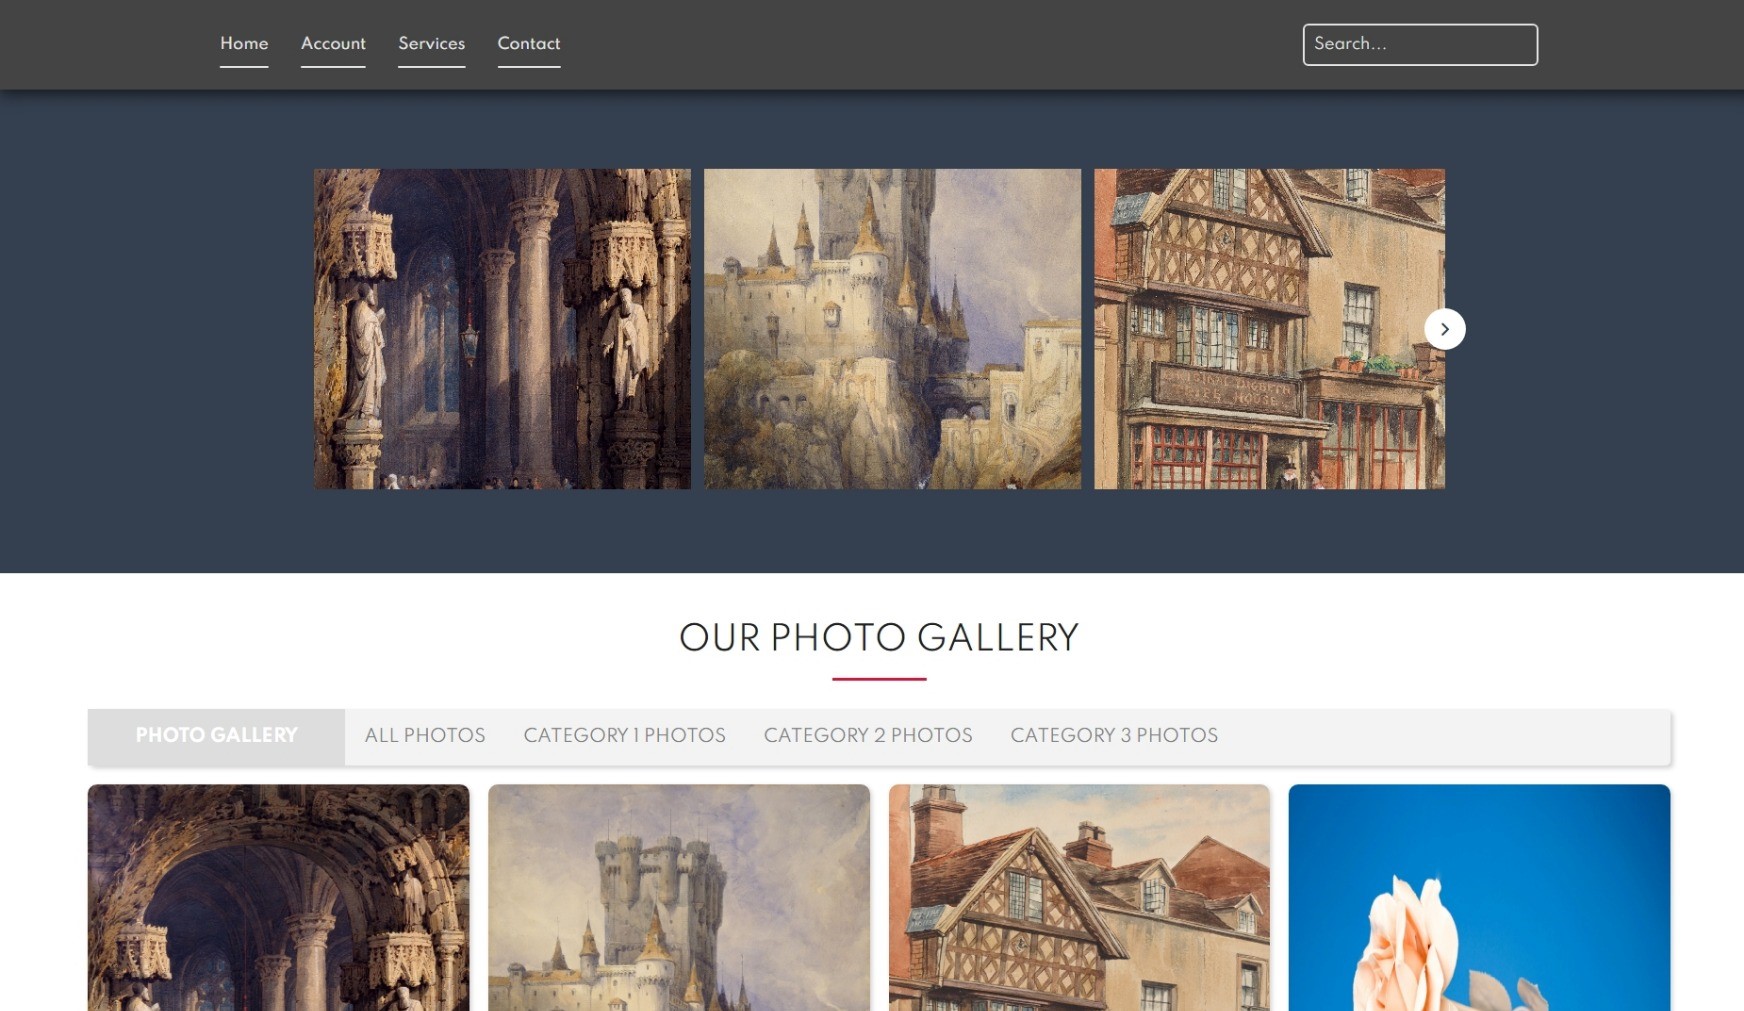 Home Account Services Contact Search...
OUR PHOTO GALLERY
PHOTO GALLERY ALL PHOTOS CATEGORY 1 PHOTOS CATEGORY 2 PHOTOS CATEGORY 3 PHOTOS